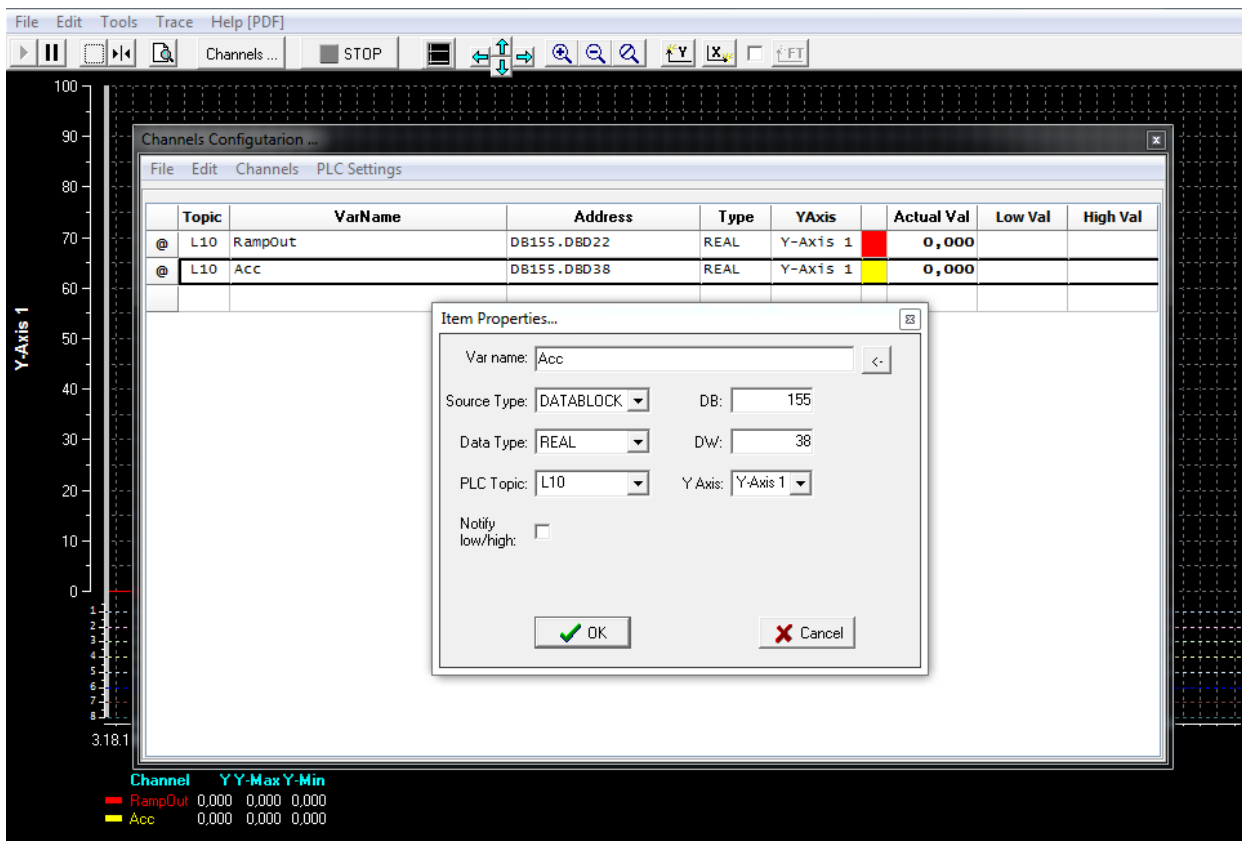 File Edit Tools Trace Help [PDF]
Channels ... STOP Y X FT
100
90
80
70
60
50
40
30
20
10
0
Y-Axis 1
1
2
3
4
5
6
7
8
3.18.1
Channels Configutarion ...
File Edit Channels PLC Settings
Topic VarName Address Type YAxis Actual Val Low Val High Val
@ L10 RampOut DB155.DBD22 REAL Y-Axis 1 0,000
@ L10 Acc DB155.DBD38 REAL Y-Axis 1 0,000
Item Properties...
Var name: Acc <-
Source Type: DATABLOCK DB: 155
Data Type: REAL DW: 38
PLC Topic: L10 Y Axis: Y-Axis 1
Notify
low/high:
OK Cancel
Channel Y Y-Max Y-Min
RampOut 0,000 0,000 0,000
Acc 0,000 0,000 0,000